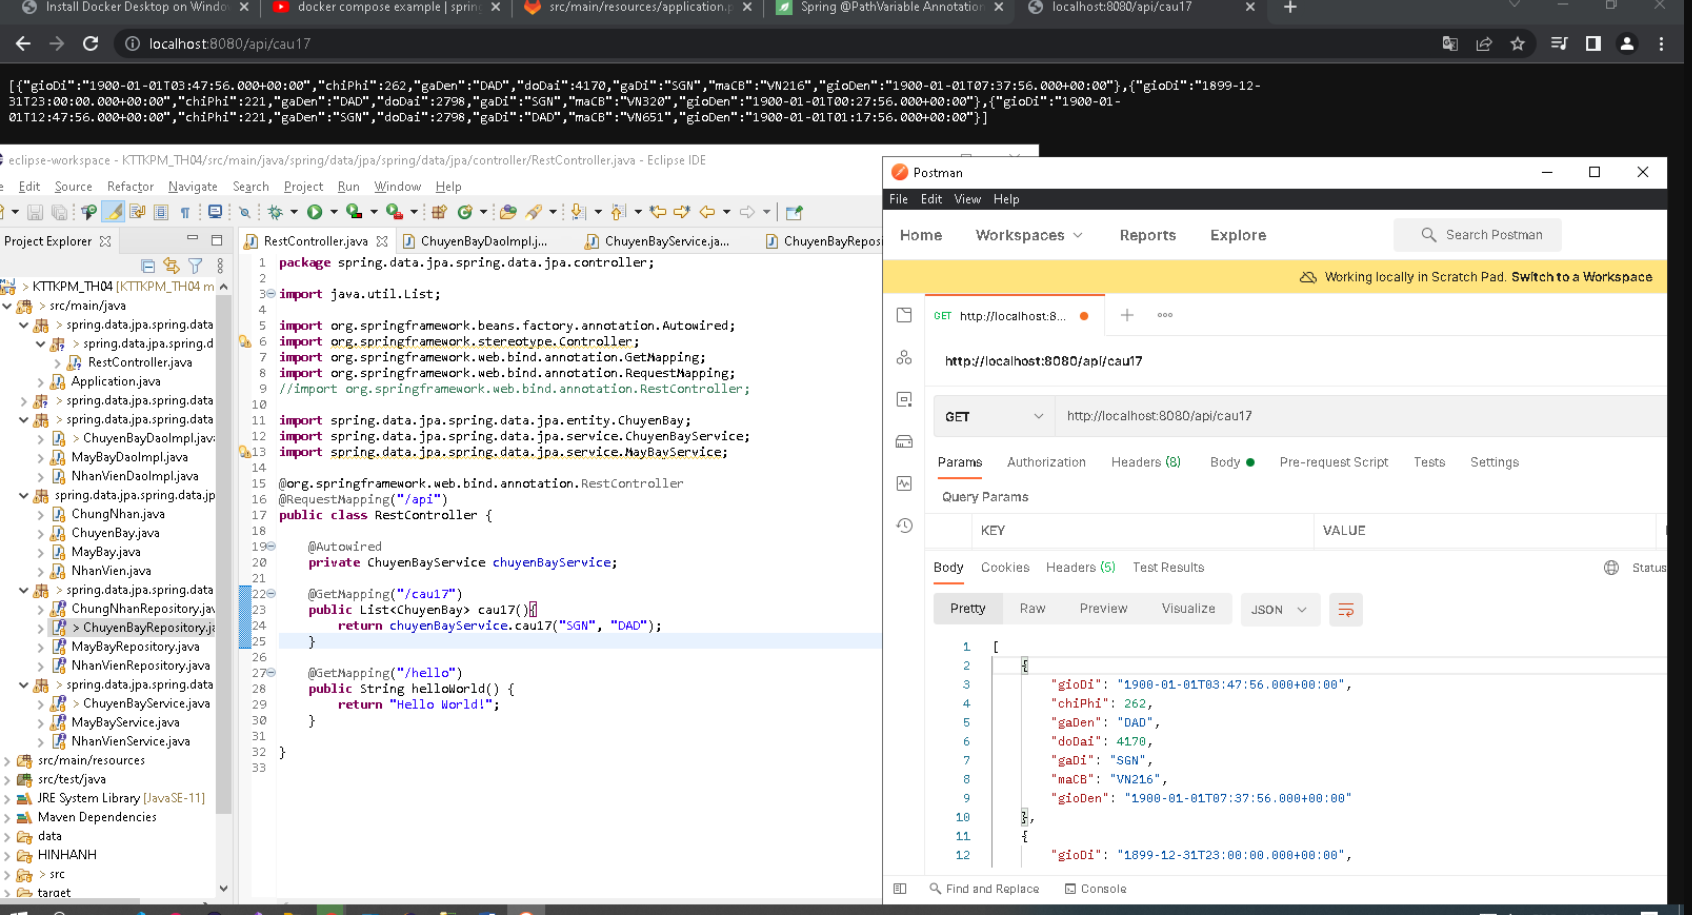 Install Docker Desktop on Windo
docker compose example | spring
src/main/resources/application.p
Spring @PathVariable Annotation
localhost:8080/api/cau17
localhost:8080/api/cau17
[{"gioDi":"1900-01-01T03:47:56.000+00:00","chiPhi":262,"gaDen":"DAD","doDai":4170,"gaDi":"SGN","maCB":"VN216","gioDen":"1900-01-01T07:37:56.000+00:00"},{"gioDi":"1899-12-
31T23:00:00.000+00:00","chiPhi":221,"gaDen":"DAD","doDai":2798,"gaDi":"SGN","maCB":"VN320","gioDen":"1900-01-01T00:27:56.000+00:00"},{"gioDi":"1900-01-
01T12:47:56.000+00:00","chiPhi":221,"gaDen":"SGN","doDai":2798,"gaDi":"DAD","maCB":"VN651","gioDen":"1900-01-01T01:17:56.000+00:00"}]
eclipse-workspace - KTTKPM_TH04/src/main/java/spring/data/jpa/spring/data/jpa/controller/RestController.java - Eclipse IDE
Edit Source Refactor Navigate Search Project Run Window Help
Project Explorer
KTTKPM_TH04 [KTTKPM_TH04 m
> src/main/java
> spring.data.jpa.spring.data
> spring.data.jpa.spring.d
RestController.java
Application.java
> spring.data.jpa.spring.data
> spring.data.jpa.spring.data
> ChuyenBayDaoImpl.java
MayBayDaoImpl.java
NhanVienDaoImpl.java
spring.data.jpa.spring.data.jp
ChungNhan.java
ChuyenBay.java
MayBay.java
NhanVien.java
> spring.data.jpa.spring.data
ChungNhanRepository.jav
> ChuyenBayRepository.ja
MayBayRepository.java
NhanVienRepository.java
> spring.data.jpa.spring.data
> ChuyenBayService.java
MayBayService.java
NhanVienService.java
src/main/resources
src/test/java
JRE System Library [JavaSE-11]
Maven Dependencies
data
HINHANH
> src
target
RestController.java
ChuyenBayDaoImpl.j...
ChuyenBayService.ja...
ChuyenBayReposi
1 package spring.data.jpa.spring.data.jpa.controller;
2
3 import java.util.List;
4
5 import org.springframework.beans.factory.annotation.Autowired;
6 import org.springframework.stereotype.Controller;
7 import org.springframework.web.bind.annotation.GetMapping;
8 import org.springframework.web.bind.annotation.RequestMapping;
9 //import org.springframework.web.bind.annotation.RestController;
10
11 import spring.data.jpa.spring.data.jpa.entity.ChuyenBay;
12 import spring.data.jpa.spring.data.jpa.service.ChuyenBayService;
13 import spring.data.jpa.spring.data.jpa.service.MayBayService;
14
15 @org.springframework.web.bind.annotation.RestController
16 @RequestMapping("/api")
17 public class RestController {
18
19 @Autowired
20 private ChuyenBayService chuyenBayService;
21
22 @GetMapping("/cau17")
23 public List<ChuyenBay> cau17(){
24 return chuyenBayService.cau17("SGN", "DAD");
25 }
26
27 @GetMapping("/hello")
28 public String helloWorld() {
29 return "Hello World!";
30 }
31
32 }
33
Postman
File Edit View Help
Home Workspaces Reports Explore
Search Postman
Working locally in Scratch Pad. Switch to a Workspace
GET http://localhost:8...
http://localhost:8080/api/cau17
GET http://localhost:8080/api/cau17
Params Authorization Headers (8) Body Pre-request Script Tests Settings
Query Params
KEY VALUE
Body Cookies Headers (5) Test Results Status
Pretty Raw Preview Visualize JSON
1 [
2 {
3 "gioDi": "1900-01-01T03:47:56.000+00:00",
4 "chiPhi": 262,
5 "gaDen": "DAD",
6 "doDai": 4170,
7 "gaDi": "SGN",
8 "maCB": "VN216",
9 "gioDen": "1900-01-01T07:37:56.000+00:00"
10 },
11 {
12 "gioDi": "1899-12-31T23:00:00.000+00:00",
Find and Replace Console